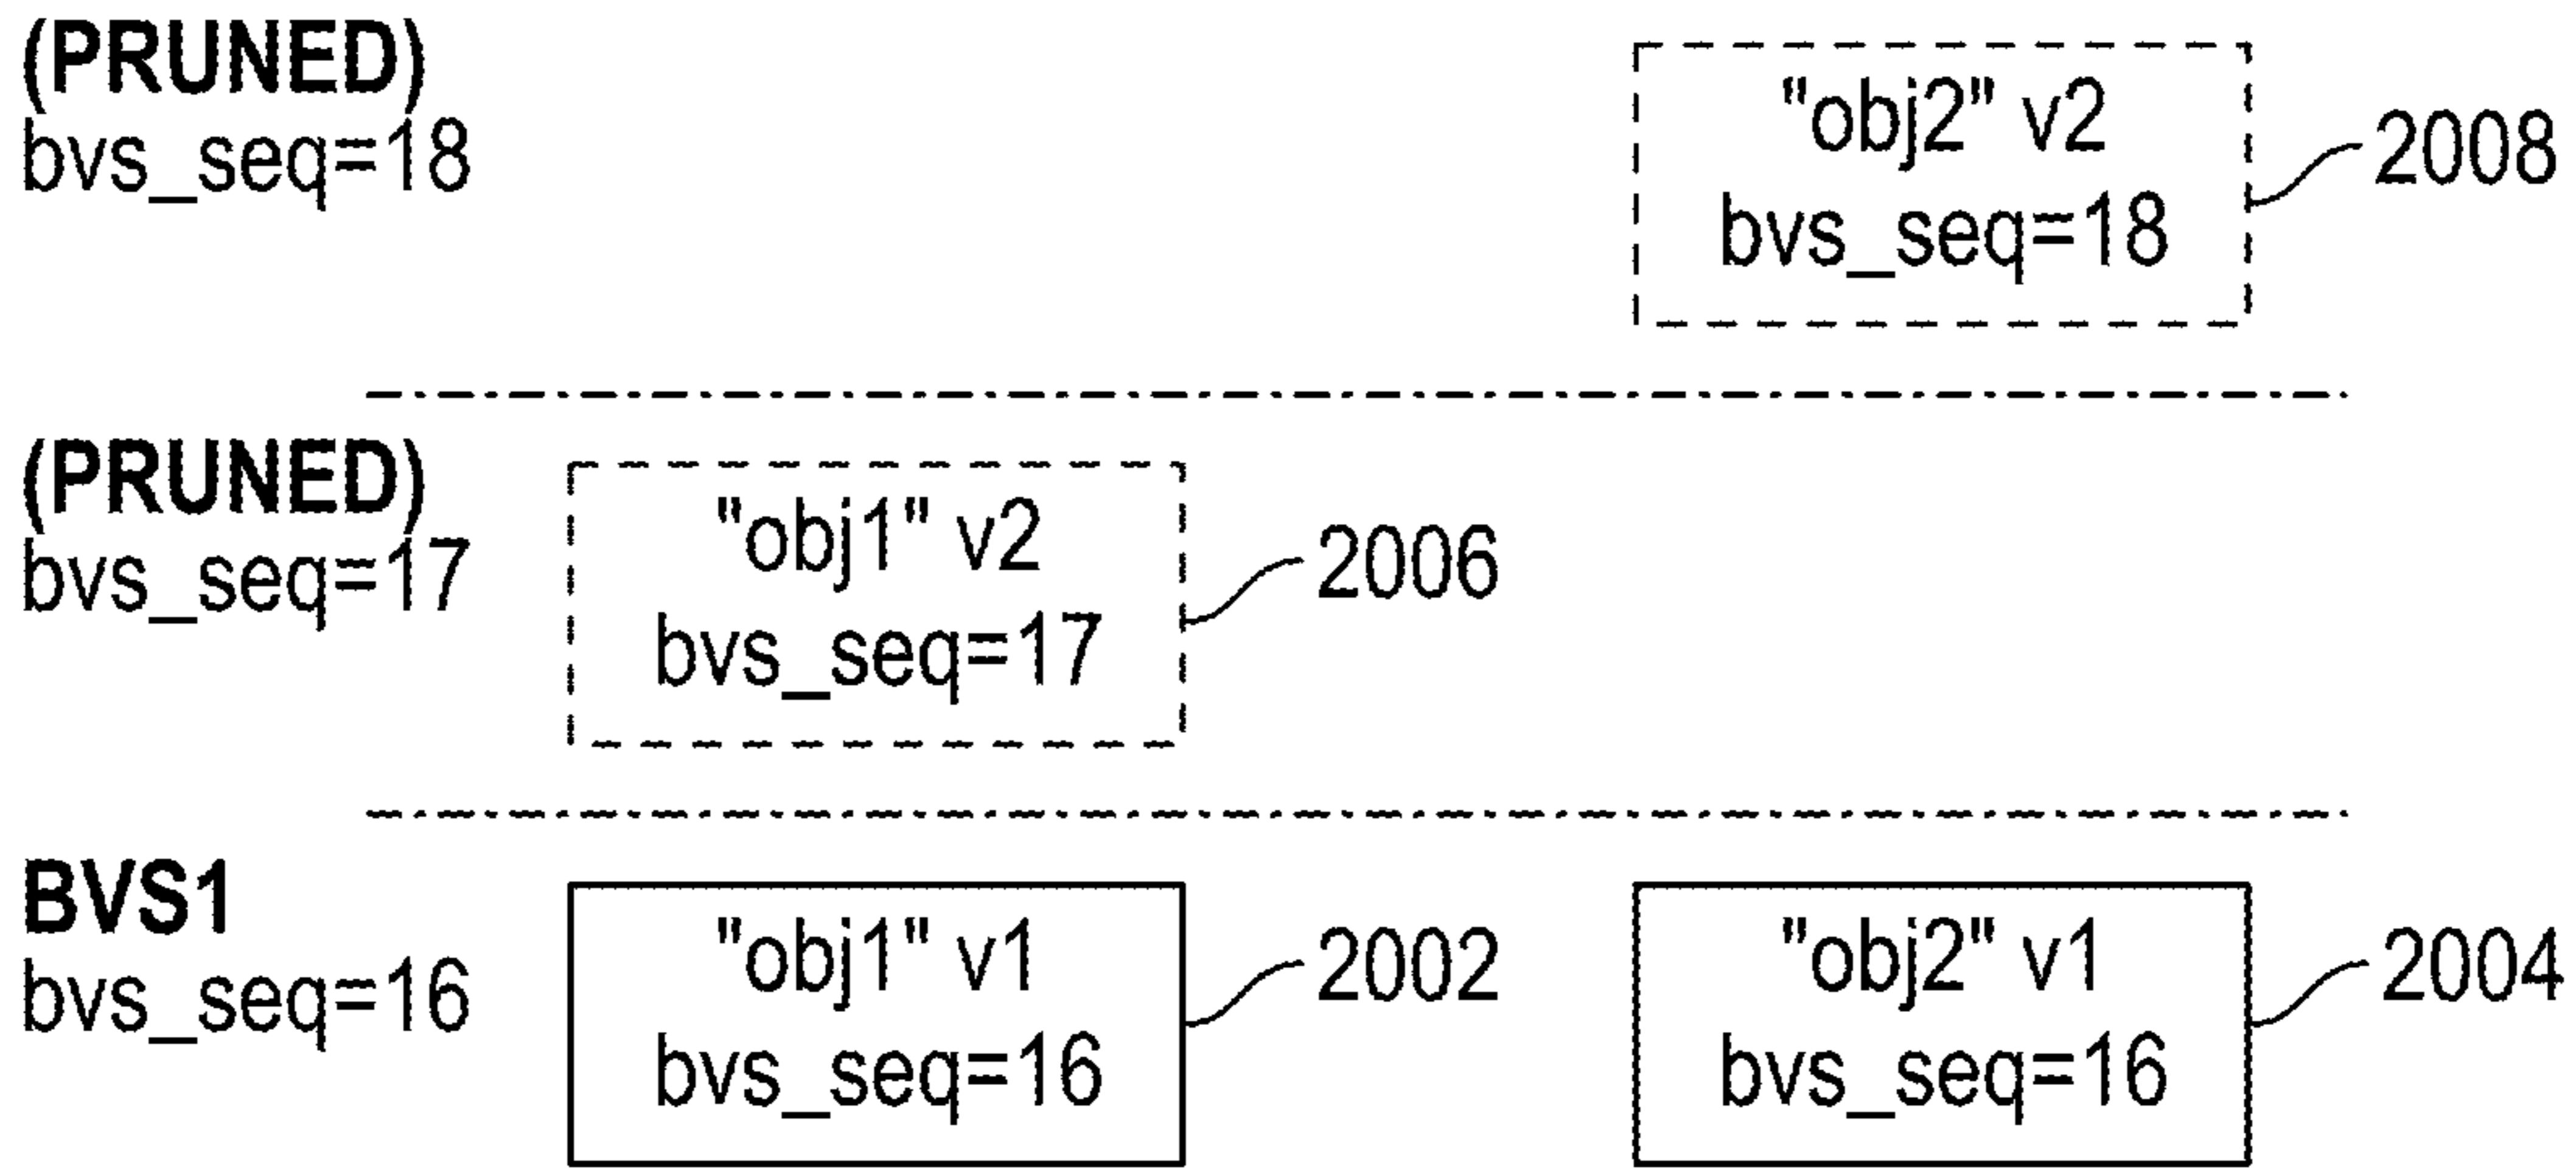 (PRUNED)
bvs_seq=18
"obj2" v2
bvs_seq=18
2008
(PRUNED)
bvs_seq=17
"obj1" v2
bvs_seq=17
2006
BVS1
bvs_seq=16
"obj1" v1
bvs_seq=16
2002
"obj2" v1
bvs_seq=16
2004